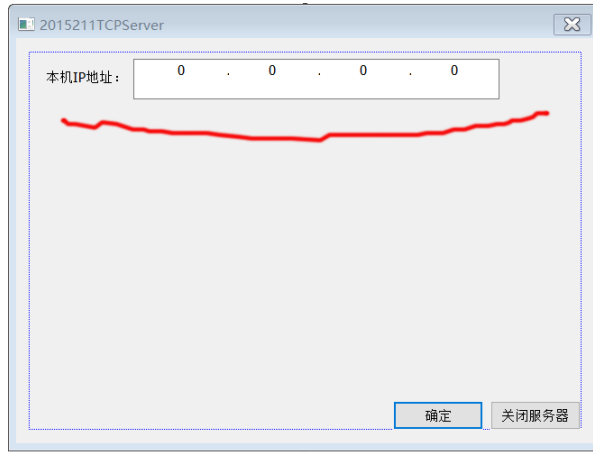 2015211TCPServer
本机IP地址： 0 . 0 . 0 . 0
确定 关闭服务器